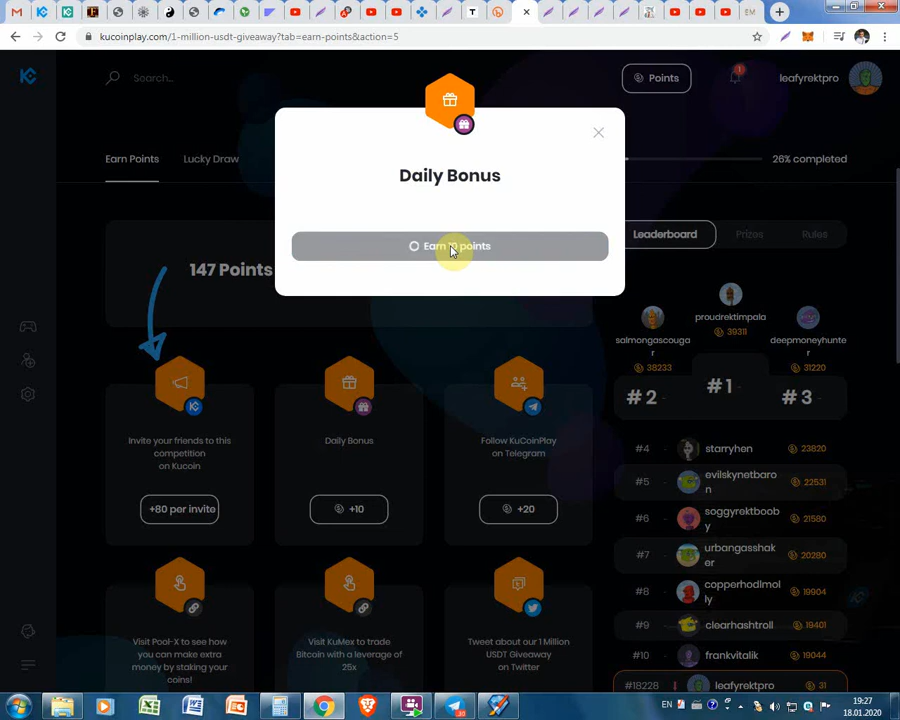 kucoinplay.com/1-million-usdt-giveaway?tab=earn-points&action=5
Search...
Points
1
leafyrektpro
Earn Points
Lucky Draw
26% completed
Daily Bonus
Earn 10 points
147 Points
Leaderboard
Prizes
Rules
proudrektimpala
39311
salmongascouga
r
38233
deepmoneyhunte
r
31220
#2
#1
#3
Invite your friends to this
competition
on Kucoin
+80 per invite
Daily Bonus
+10
Follow KuCoinPlay
on Telegram
+20
#4
starryhen
23820
#5
evilskynetbaro
n
22531
#6
soggyrektboob
y
21580
#7
urbangasshak
er
20280
#8
copperhodlmol
ly
19904
#9
clearhashtroll
19401
#10
frankvitalik
19044
#18228
leafyrektpro
31
Visit Pool-X to see how
you can make extra
money by staking your
coins!
Visit KuMex to trade
Bitcoin with a leverage of
25x
Tweet about our 1 Million
USDT Giveaway
on Twitter
EN
19:27
18.01.2020